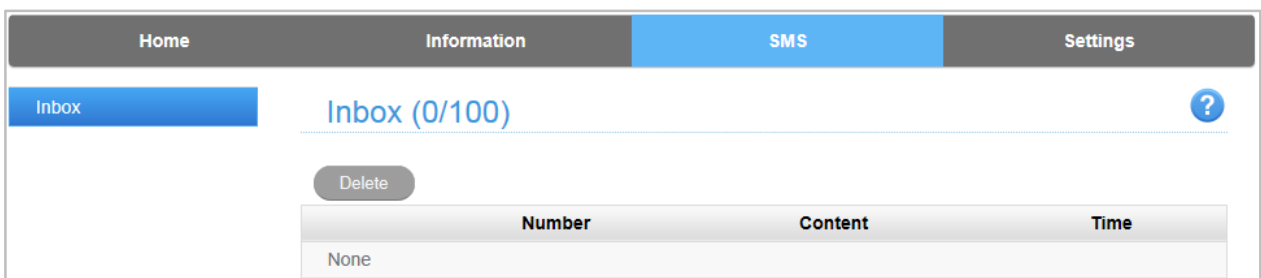 Home Information SMS Settings
Inbox
Inbox (0/100)
?
Delete
Number Content Time
None